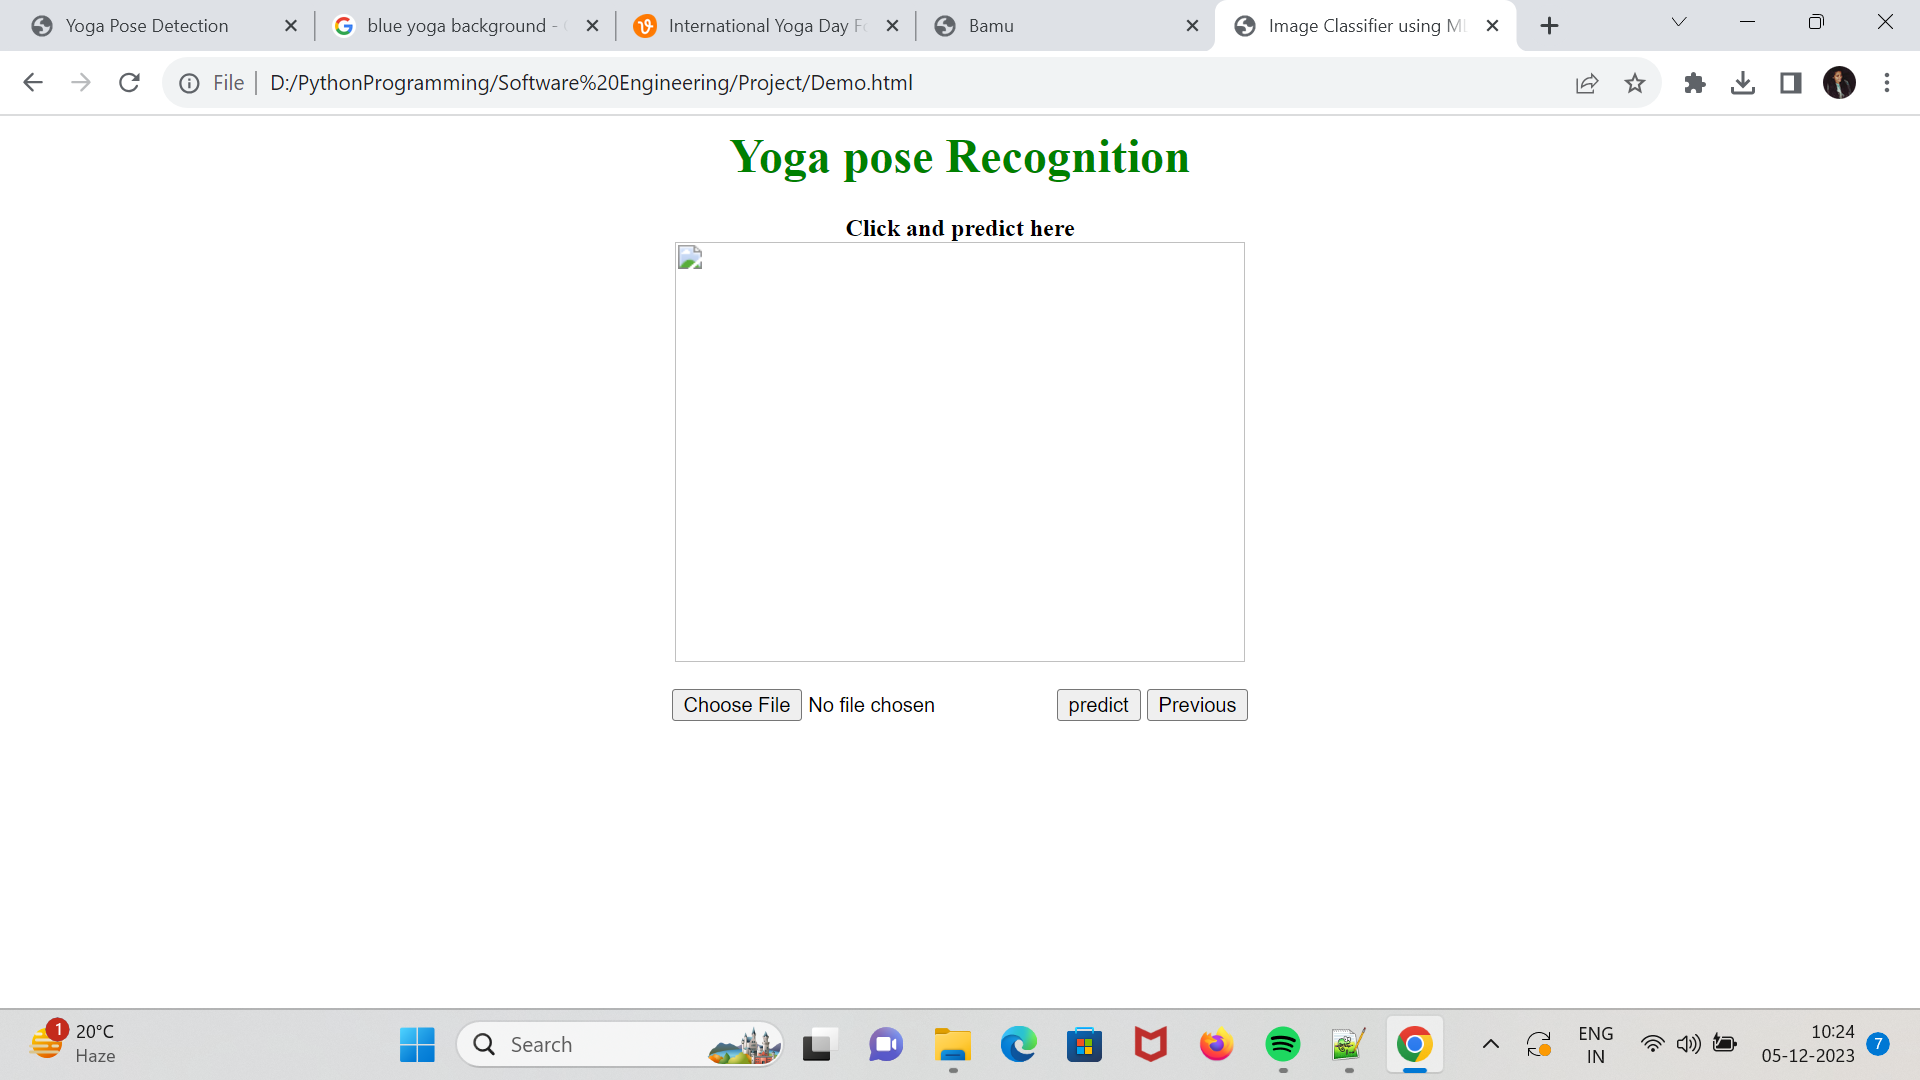 Yoga Pose Detection
blue yoga background -
International Yoga Day Fo
Bamu
Image Classifier using ML
File
D:/PythonProgramming/Software%20Engineering/Project/Demo.html
Yoga pose Recognition
Click and predict here
Choose File No file chosen
predict
Previous
1
20°C
Haze
Search
ENG
IN
10:24
05-12-2023
7